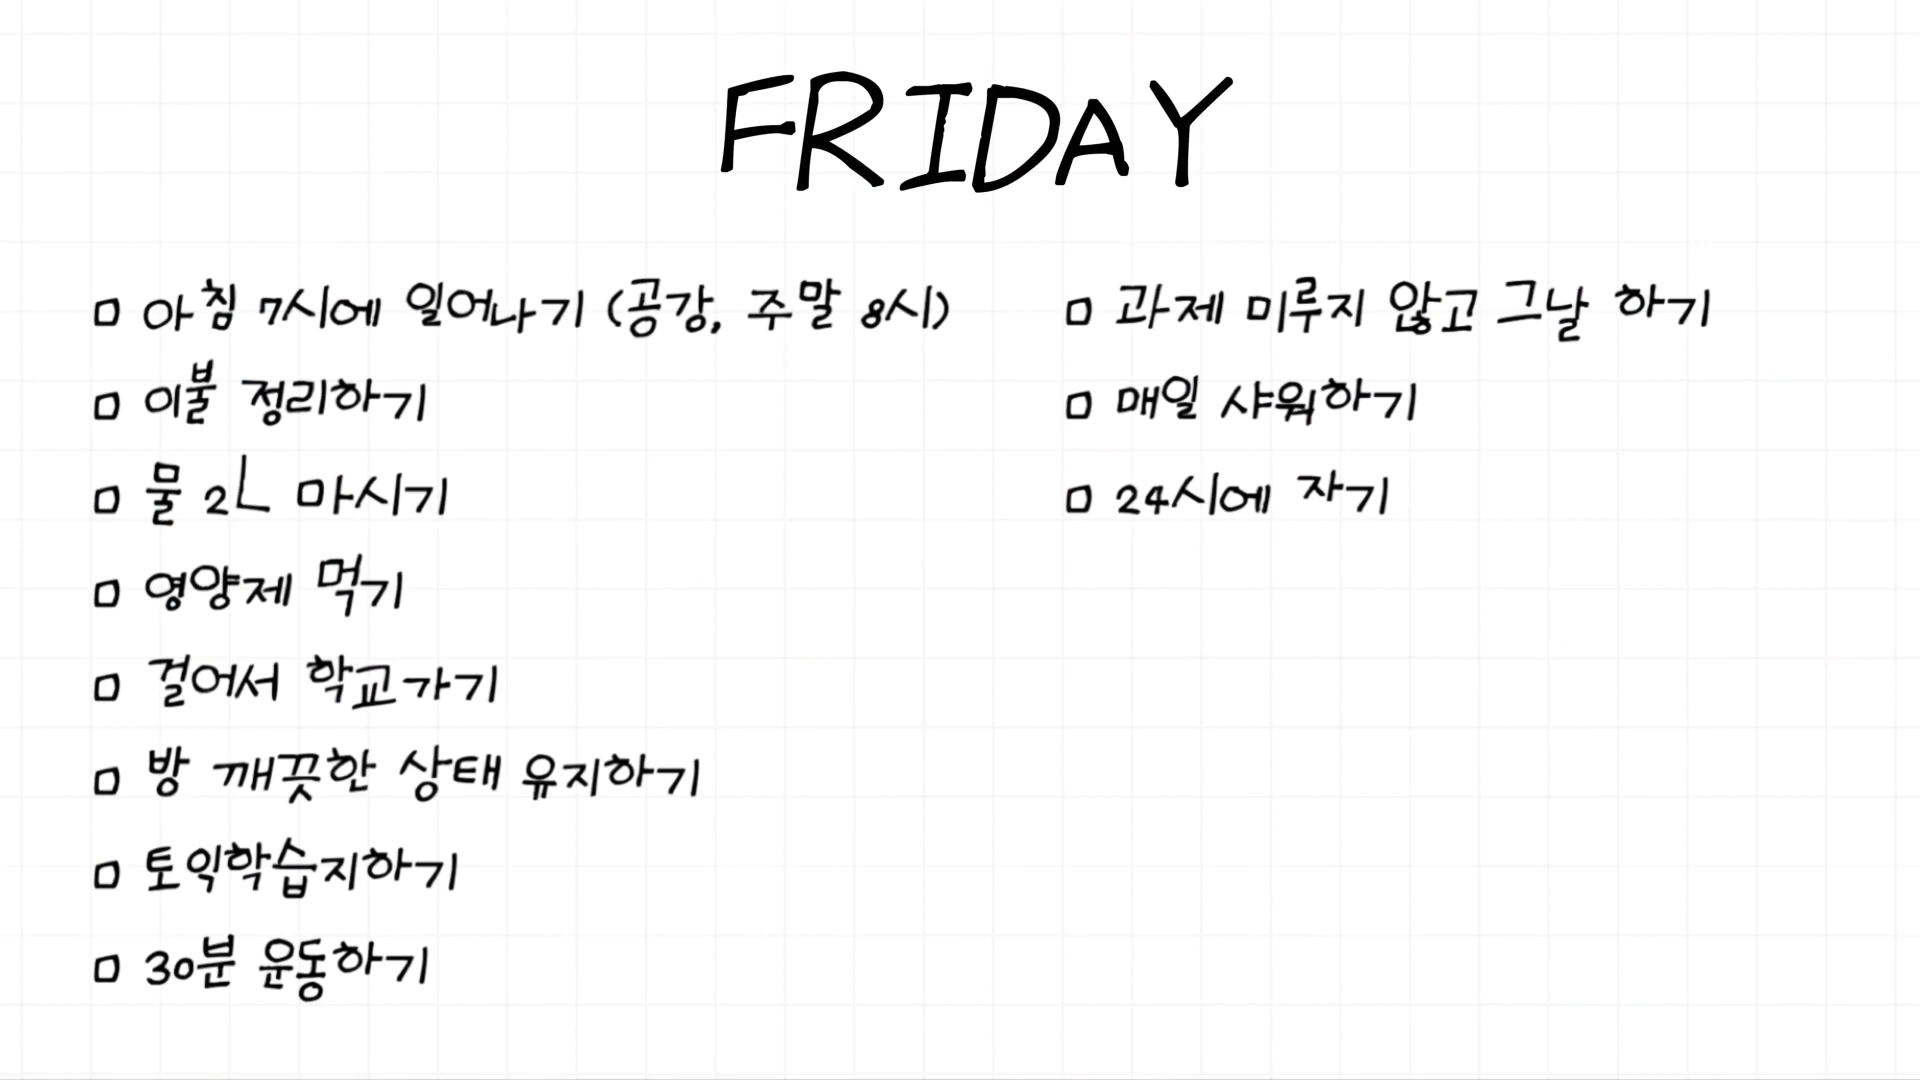 FRIDAY
□ 아침 7시에 일어나기 (공강, 주말 8시)
□ 이불 정리하기
□ 물 2L 마시기
□ 영양제 먹기
□ 걸어서 학교가기
□ 방 깨끗한 상태 유지하기
□ 토익학습지하기
□ 30분 운동하기
□ 과제 미루지 않고 그날 하기
□ 매일 샤워하기
□ 24시에 자기